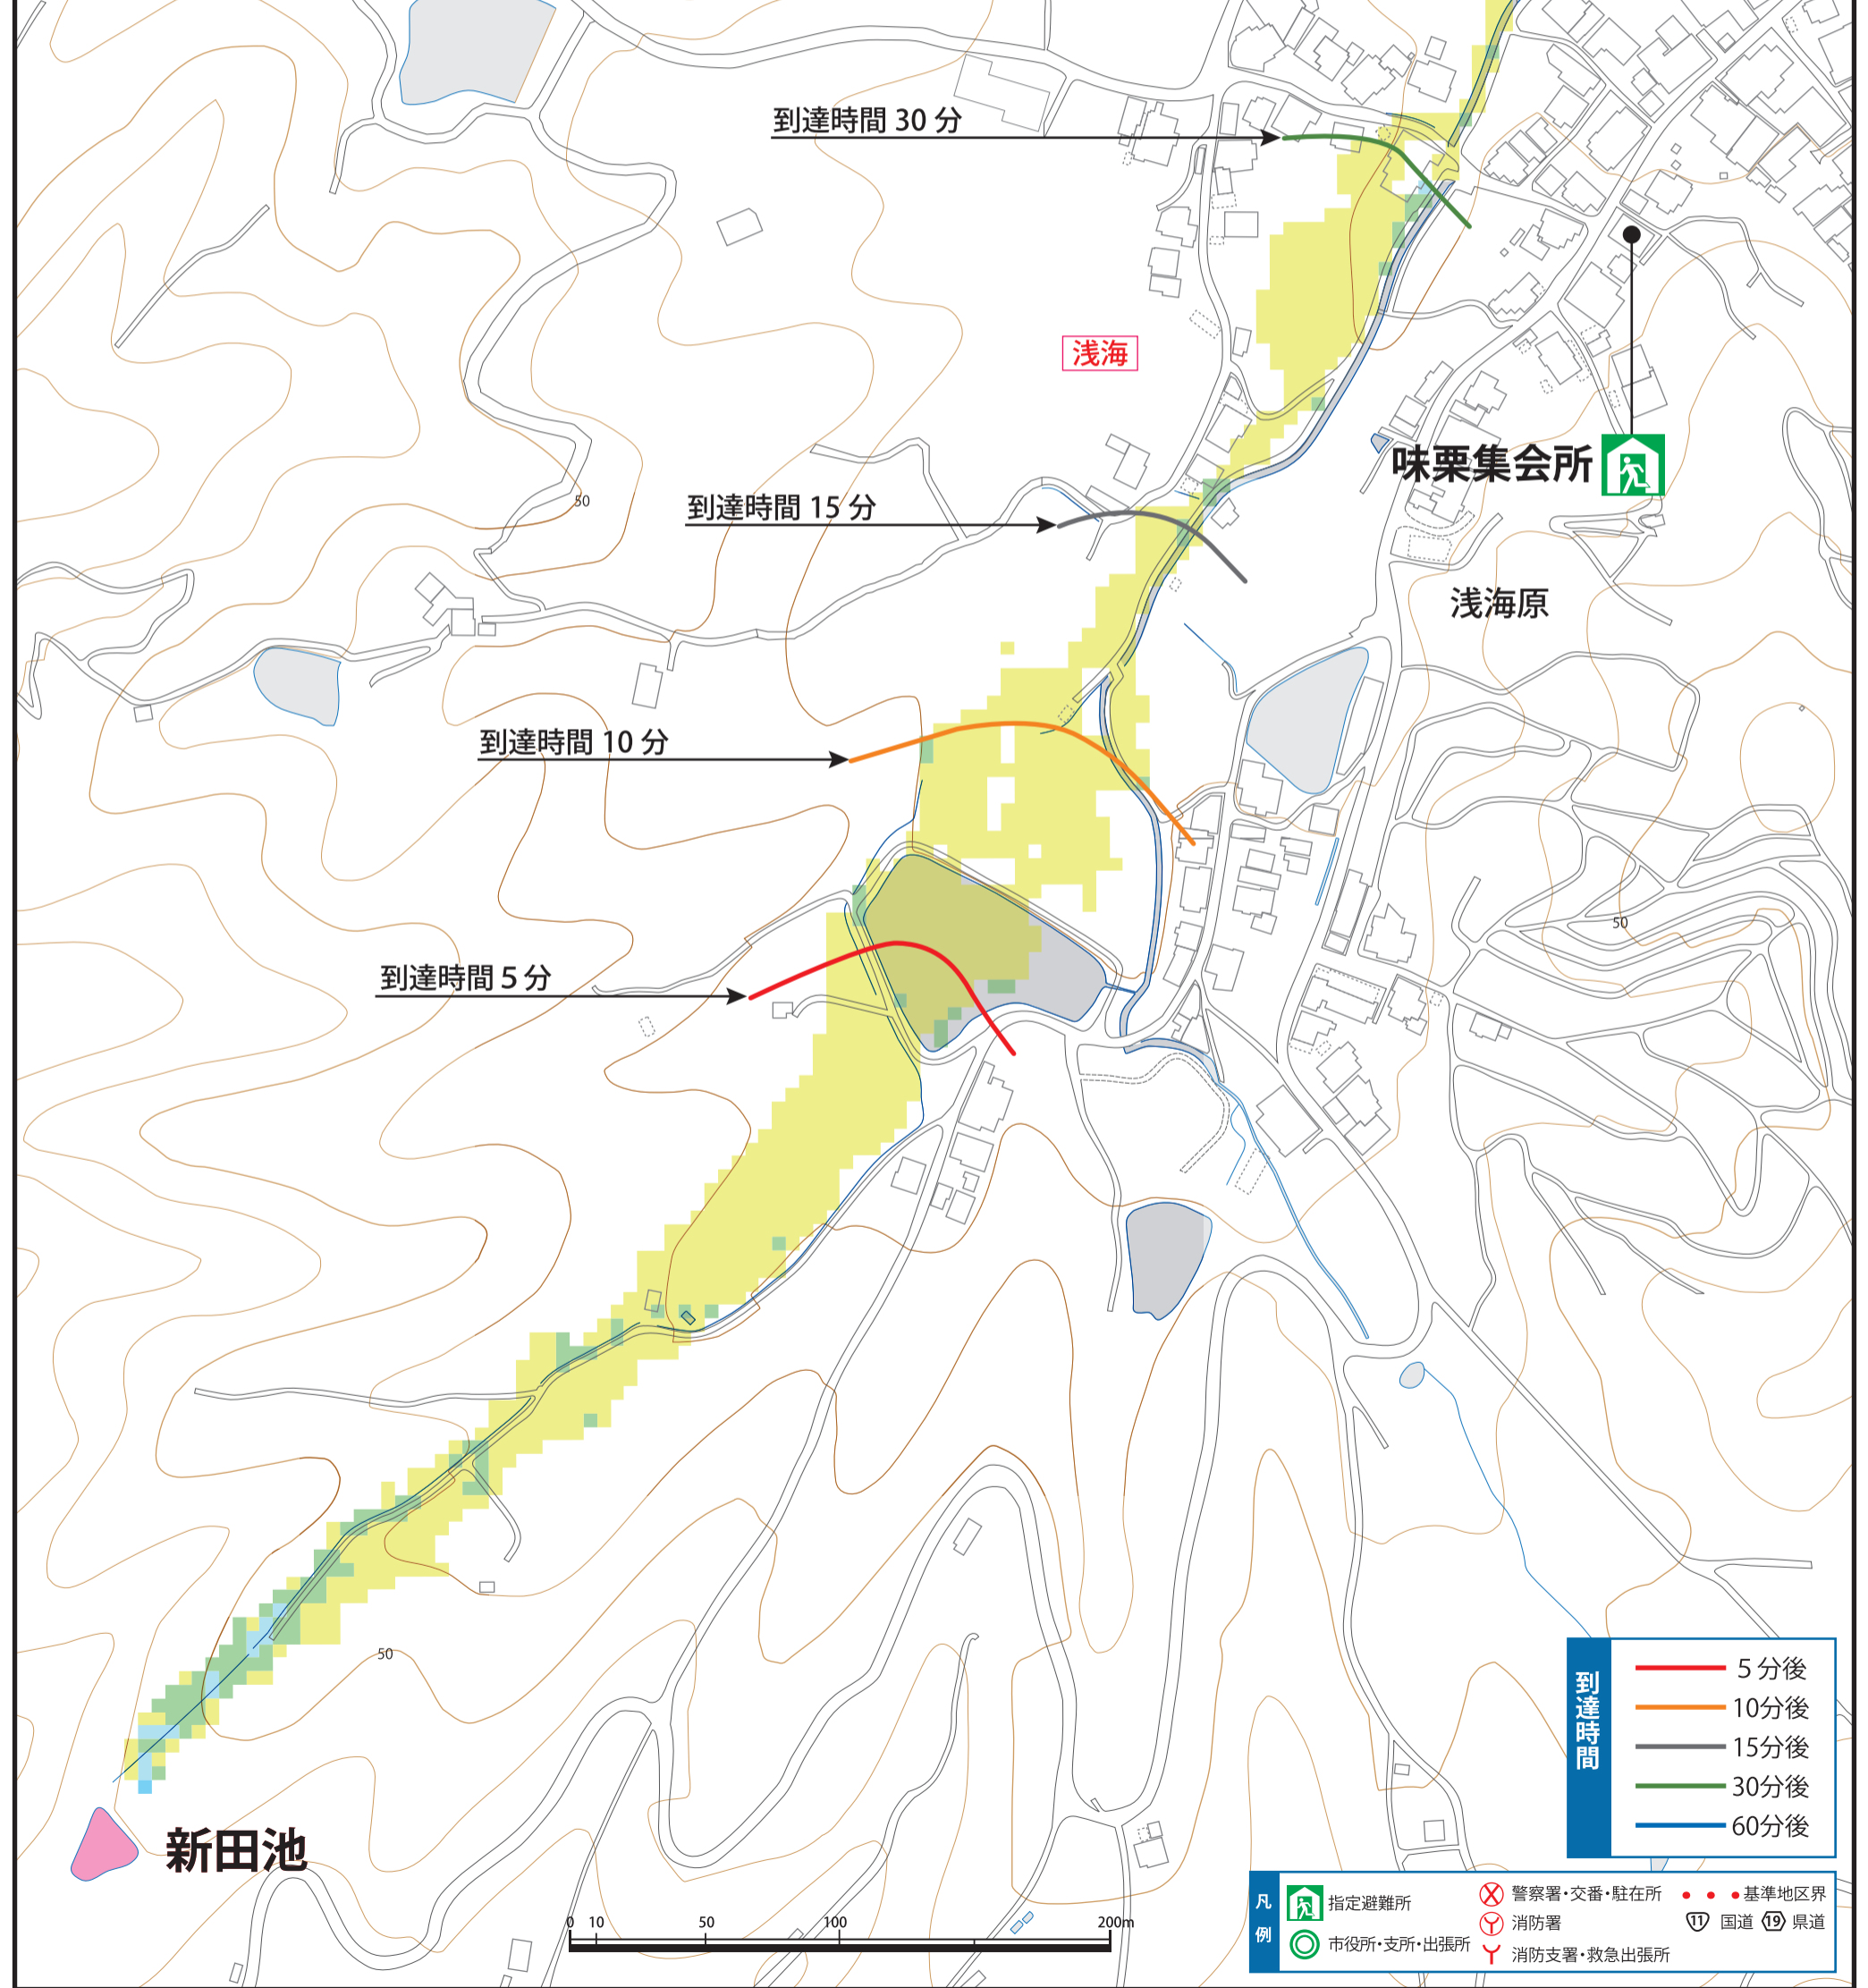 到達時間 30 分
浅海
味栗集会所
50
到達時間 15 分
浅海原
到達時間 10 分
50
到達時間 5 分
50
新田池
到達時間
5 分後
10分後
15分後
30分後
60分後
0 10 50 100 200m
凡例
指定避難所
市役所・支所・出張所
警察署・交番・駐在所
消防署
消防支署・救急出張所
基準地区界
11 国道 19 県道